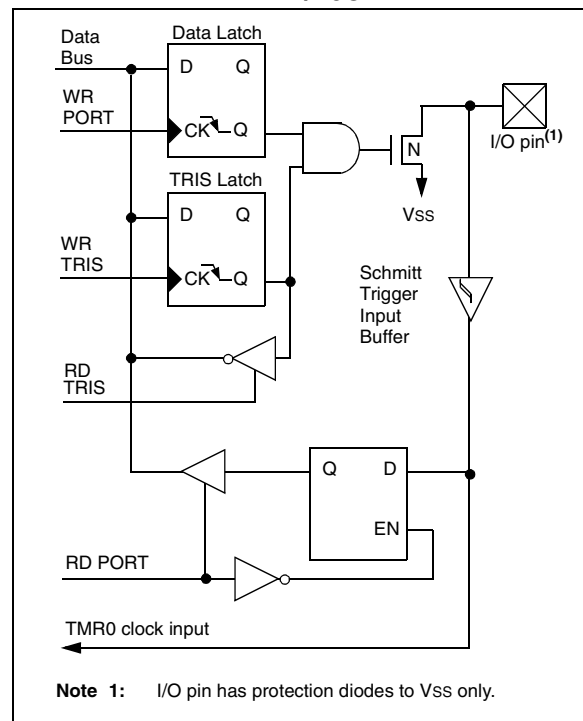 Data
Bus
Data Latch
D Q
WR
PORT
CK Q
N
I/O pin(1)
VSS
TRIS Latch
D Q
WR
TRIS
CK Q
Schmitt
Trigger
Input
Buffer
RD
TRIS
Q D
EN
RD PORT
TMR0 clock input
Note 1: I/O pin has protection diodes to VSS only.